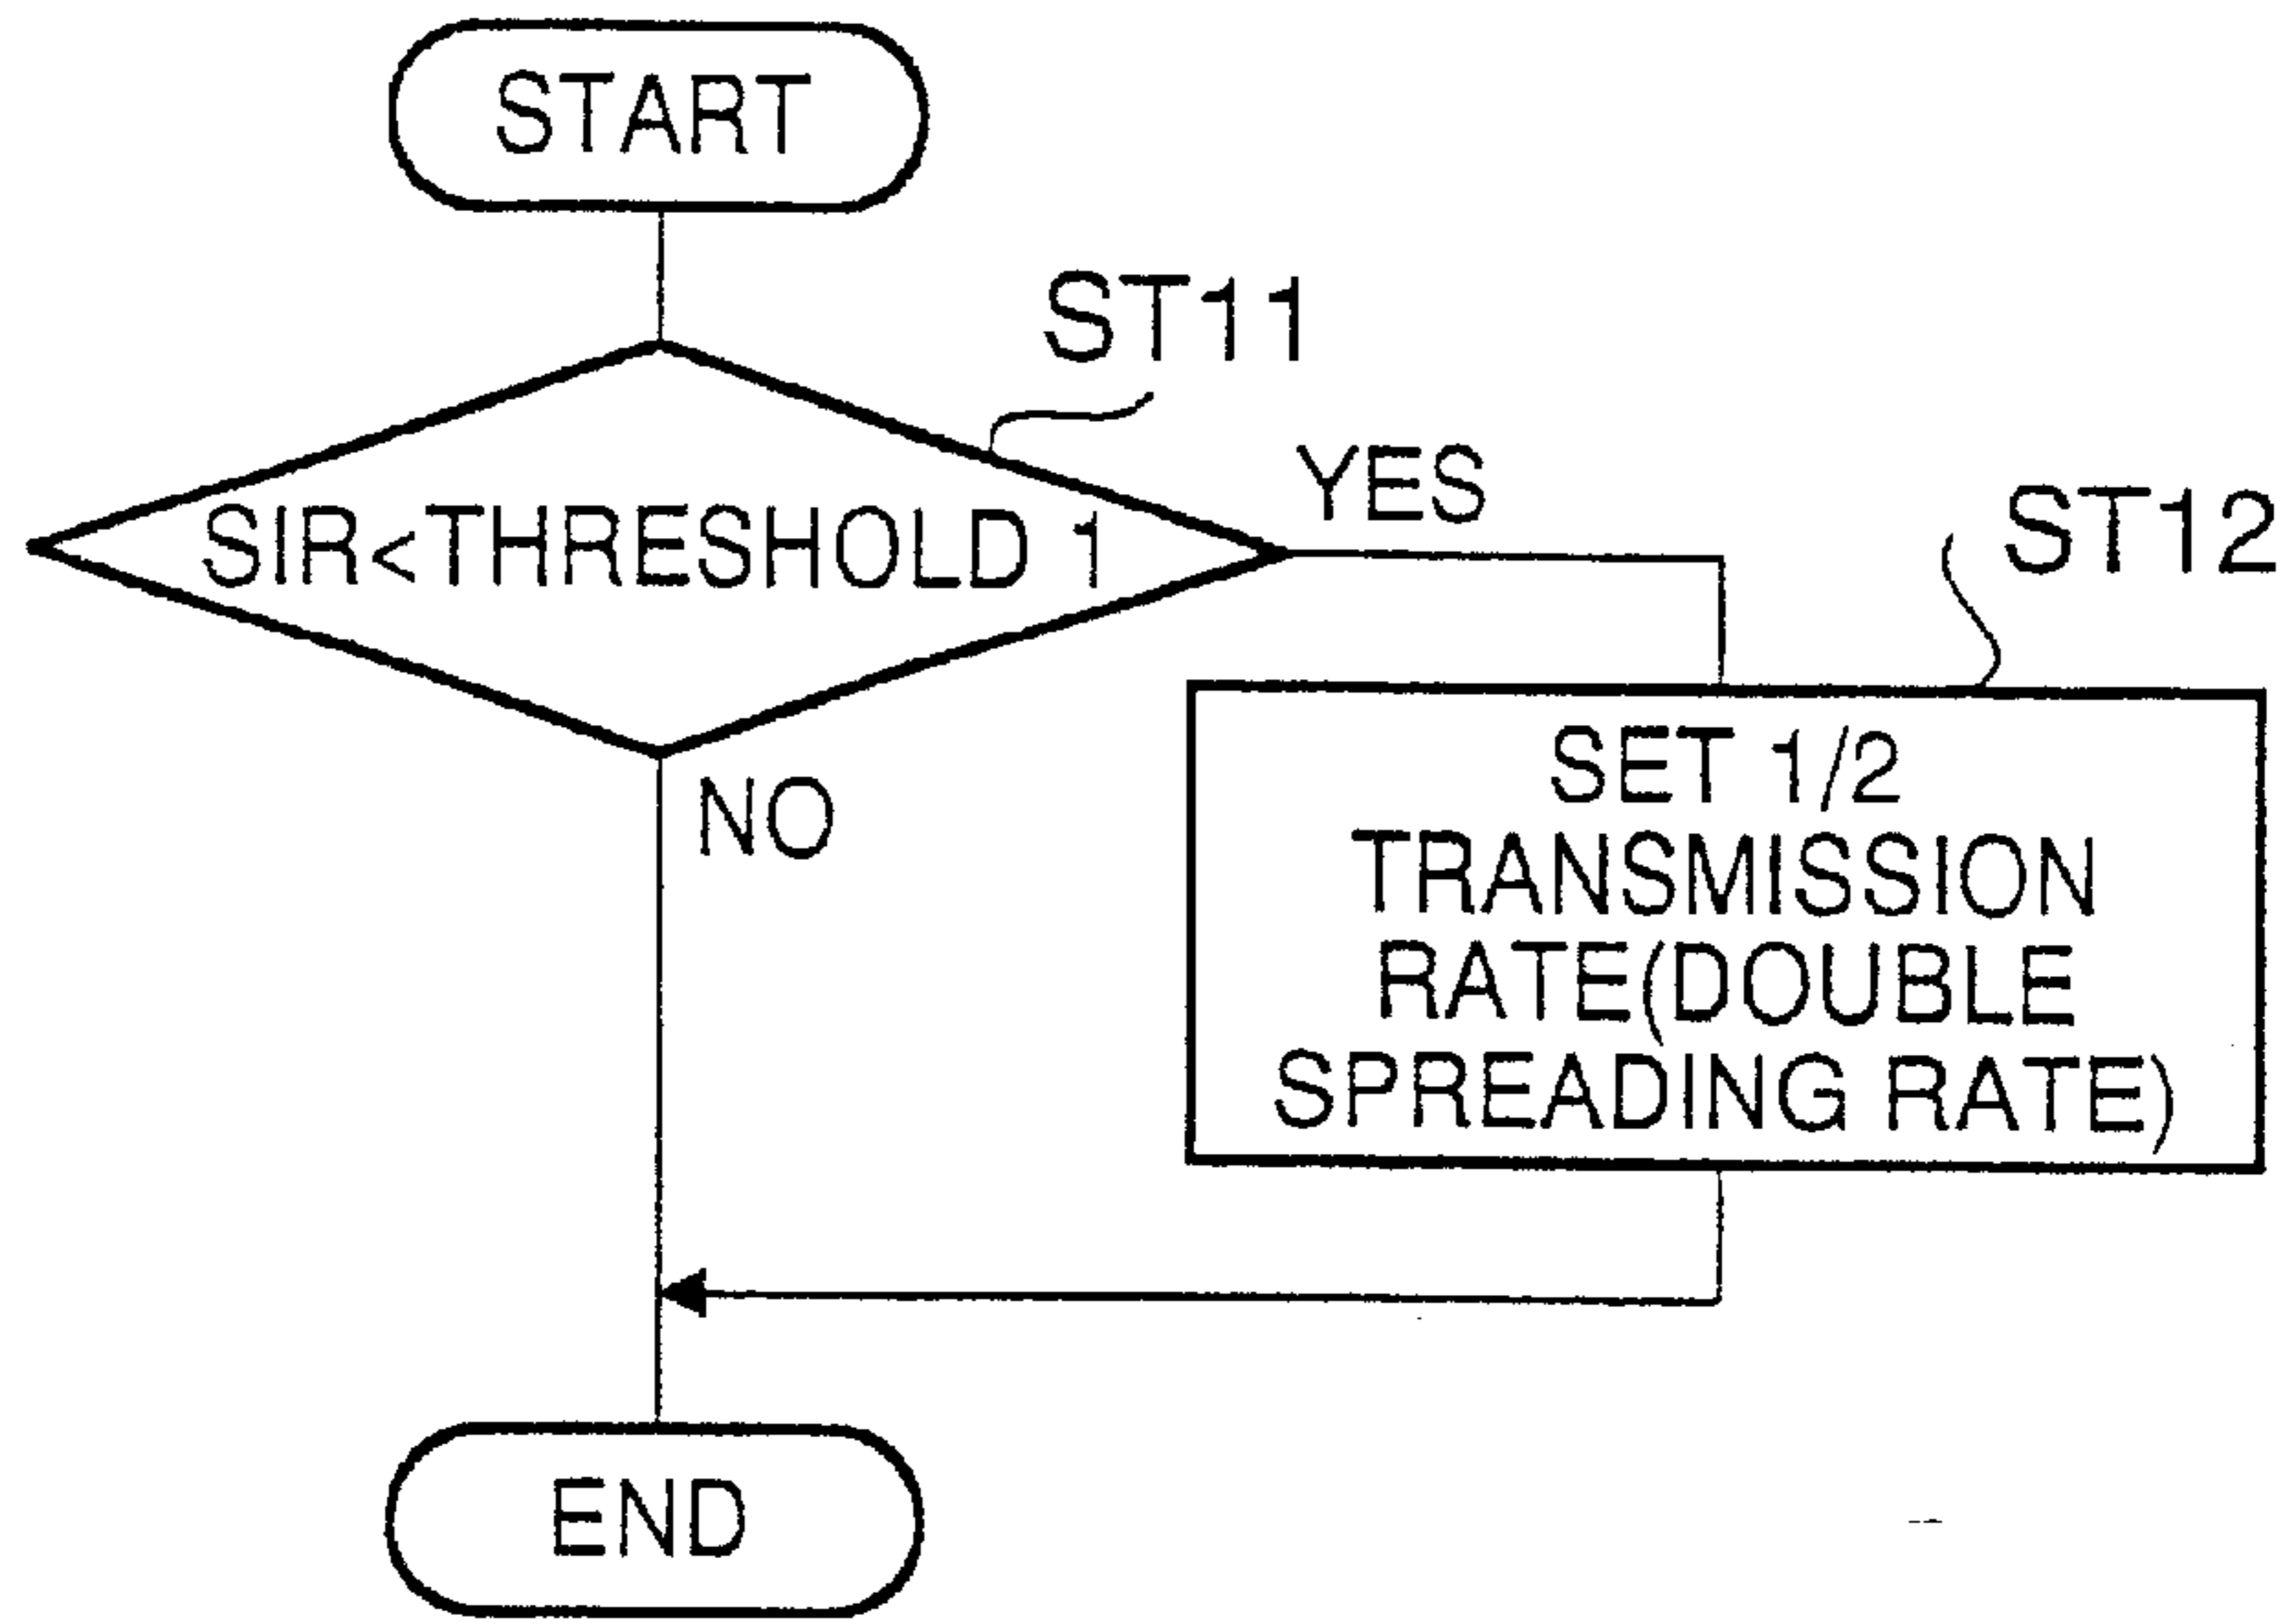 START
ST11
SIR<THRESHOLD 1
YES
ST12
NO
SET 1/2
TRANSMISSION
RATE(DOUBLE
SPREADING RATE)
END